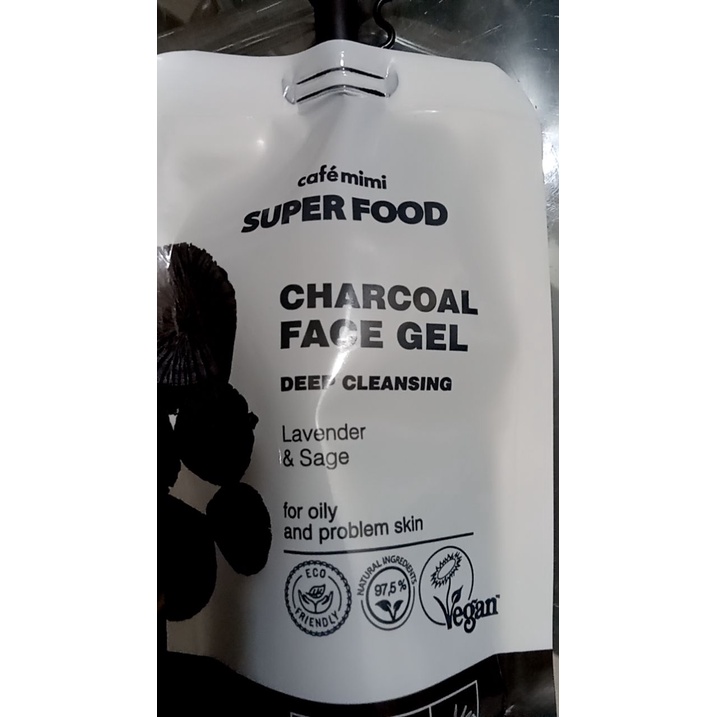 café mimi
SUPER FOOD
CHARCOAL
FACE GEL
DEEP CLEANSING
Lavender
& Sage
for oily
and problem skin
ECO
FRIENDLY
NATURAL INGREDIENTS
97,5 %
Vegan™